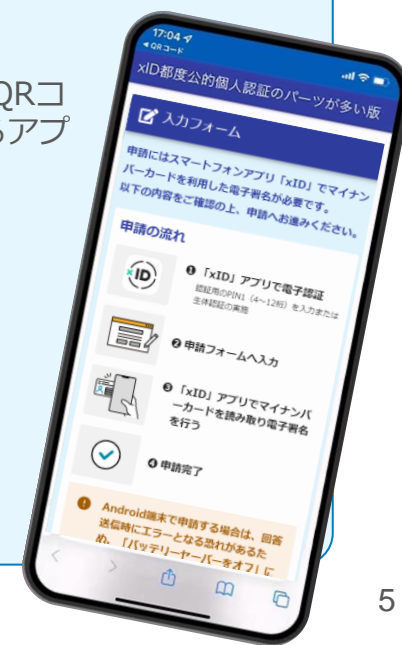 QRコ
るアプ
17:04
◀ QRコード
xID都度公的個人認証のパーツが多い版
入力フォーム
申請にはスマートフォンアプリ「xID」でマイナン
バーカードを利用した電子署名が必要です。
以下の内容をご確認の上、申請へお進みください。
申請の流れ
xID
❶ 「xID」アプリで電子認証
認証用のPIN1（4〜12桁）を入力または
生体認証の実施
❷ 申請フォームへ入力
❸ 「xID」アプリでマイナンバ
ーカードを読み取り電子署名
を行う
❹ 申請完了
Android端末で申請する場合は、回答
送信時にエラーとなる恐れがあるた
め、「バッテリーセーバーをオフ」に
5